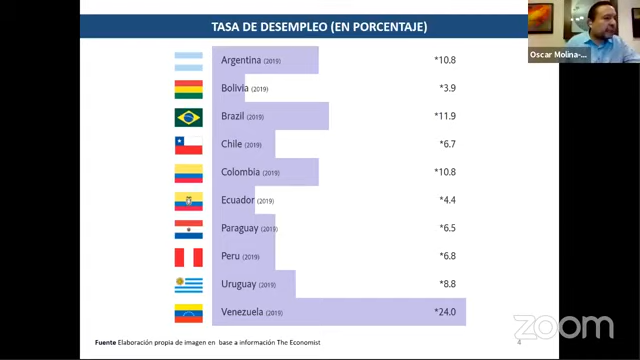 TASA DE DESEMPLEO (EN PORCENTAJE)
Argentina (2019) *10.8
Bolivia (2019) *3.9
Brazil (2019) *11.9
Chile (2019) *6.7
Colombia (2019) *10.8
Ecuador (2019) *4.4
Paraguay (2019) *6.5
Peru (2019) *6.8
Uruguay (2019) *8.8
Venezuela (2019) *24.0
Fuente Elaboración propia de imagen en base a información The Economist
4
Oscar Molina-...
zoom